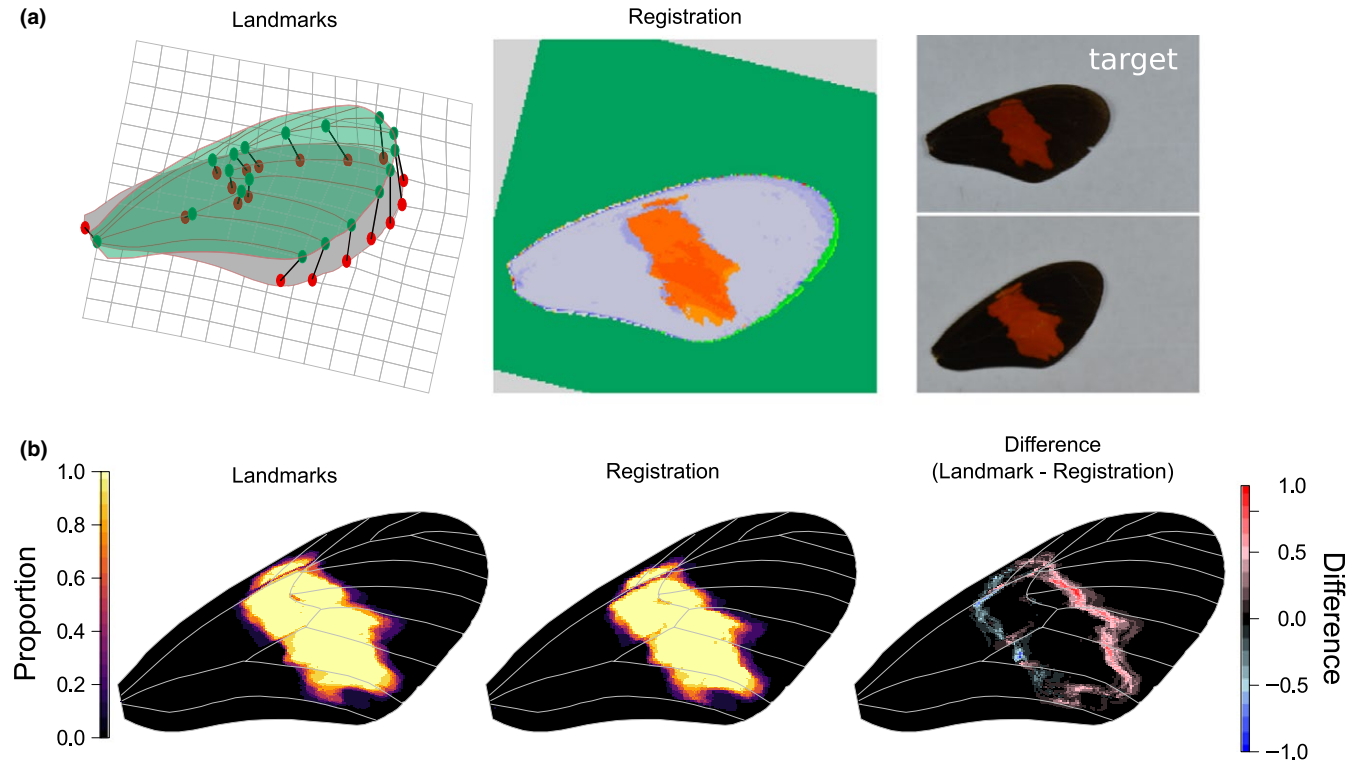 (a)
Landmarks
Registration
target
(b)
Landmarks
Registration
Difference
(Landmark - Registration)
Proportion
1.0
0.8
0.6
0.4
0.2
0.0
1.0
0.5
0.0
−0.5
−1.0
Difference